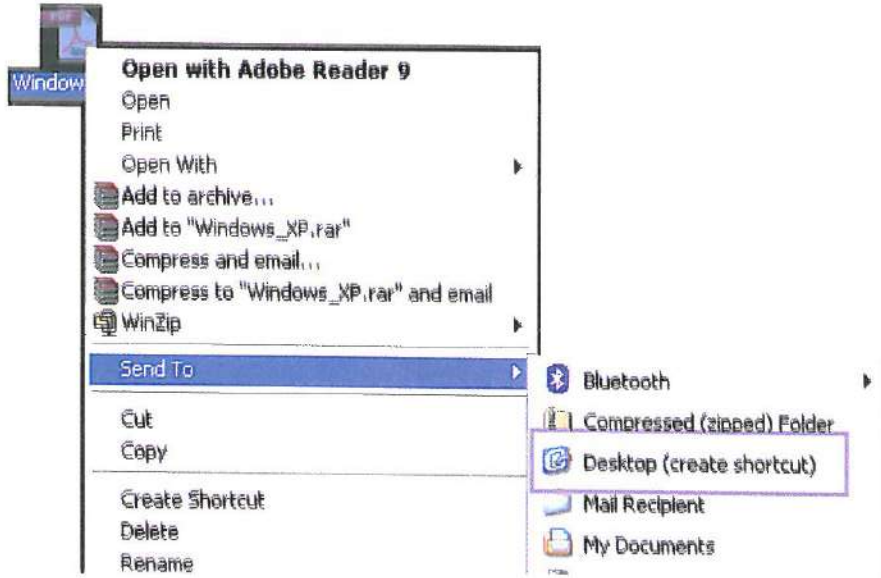 PDF
Window
Open with Adobe Reader 9
Open
Print
Open With
Add to archive...
Add to "Windows_XP.rar"
Compress and email...
Compress to "Windows_XP.rar" and email
WinZip
Send To
Cut
Copy
Create Shortcut
Delete
Rename
Bluetooth
Compressed (zipped) Folder
Desktop (create shortcut)
Mail Recipient
My Documents